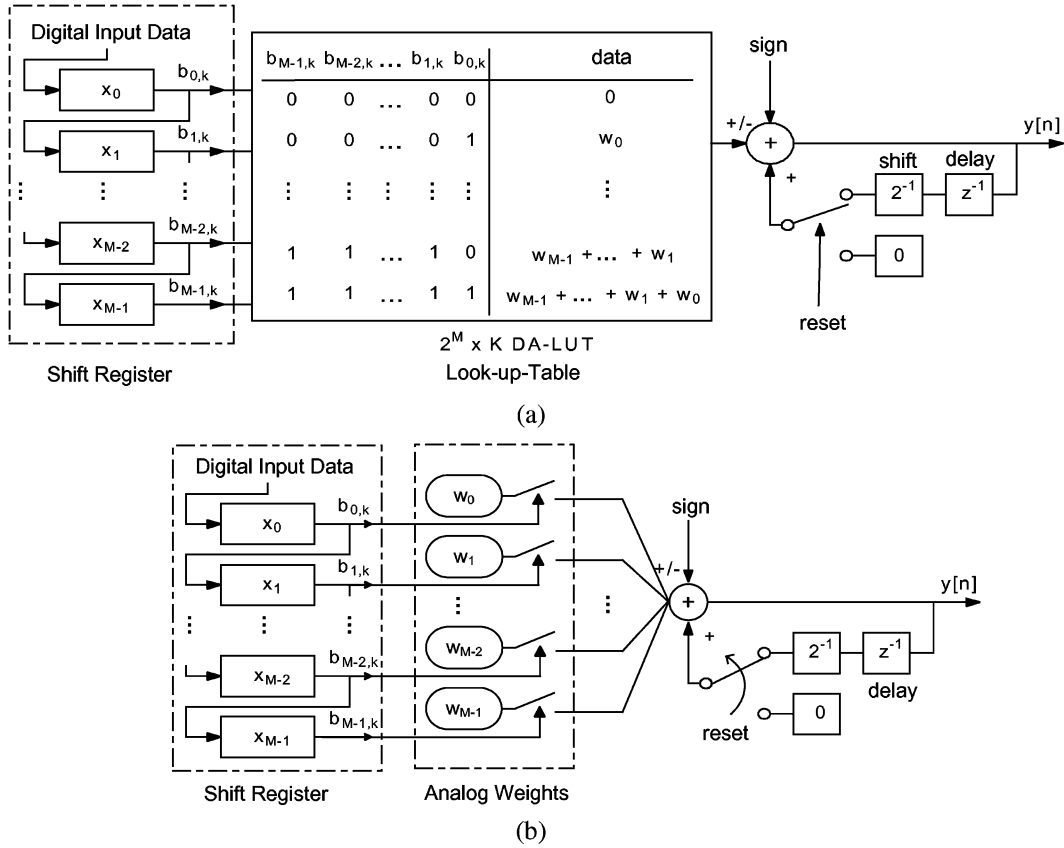 Digital Input Data
x0
b0,k
x1
b1,k
⋮ ⋮ ⋮
xM-2
bM-2,k
xM-1
bM-1,k
Shift Register
bM-1,k bM-2,k ... b1,k b0,k data
0 0 ... 0 0 0
0 0 ... 0 1 w0
⋮ ⋮ ⋮ ⋮ ⋮ ⋮
1 1 ... 1 0 wM-1 + ... + w1
1 1 ... 1 1 wM-1 + ... + w1 + w0
2^M x K DA-LUT
Look-up-Table
sign
+/-
+
y[n]
+
shift delay
2^-1 z^-1
0
reset
(a)
Digital Input Data
x0
b0,k
x1
b1,k
⋮ ⋮ ⋮
xM-2
bM-2,k
xM-1
bM-1,k
Shift Register
w0
w1
...
wM-2
wM-1
Analog Weights
⋮
sign
+/-
+
y[n]
+
2^-1 z^-1
delay
0
reset
(b)